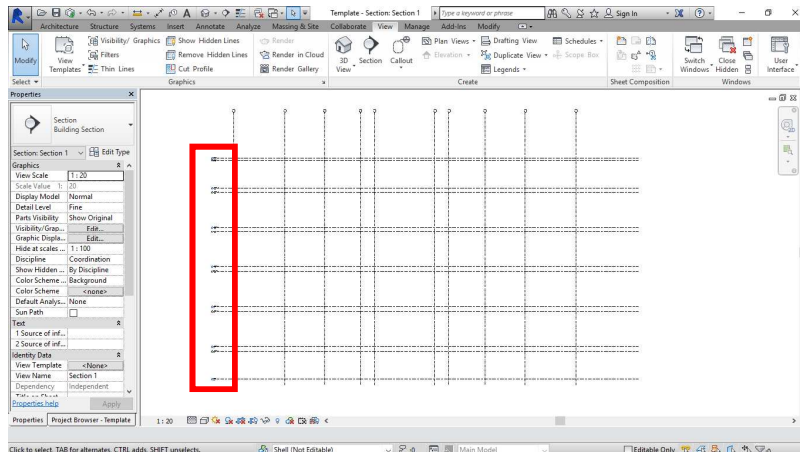 Template - Section: Section 1
Type a keyword or phrase
Sign In
Architecture Structure Systems Insert Annotate Analyze Massing & Site Collaborate View Manage Add-Ins Modify
Modify
View Templates
Visibility/ Graphics
Filters
Thin Lines
Show Hidden Lines
Remove Hidden Lines
Cut Profile
Render
Render in Cloud
Render Gallery
3D View
Section
Callout
Plan Views
Elevation
Drafting View
Duplicate View
Legends
Schedules
Scope Box
Switch Windows
Close Hidden
User Interface
Select
Graphics
Create
Sheet Composition
Windows
Properties
Section
Building Section
Section: Section 1
Edit Type
Graphics
View Scale 1 : 20
Scale Value 1: 20
Display Model Normal
Detail Level Fine
Parts Visibility Show Original
Visibility/Grap... Edit...
Graphic Displa... Edit...
Hide at scales ... 1 : 100
Discipline Coordination
Show Hidden ... By Discipline
Color Scheme ... Background
Color Scheme <none>
Default Analys... None
Sun Path
Text
1 Source of inf...
2 Source of inf...
Identity Data
View Template <None>
View Name Section 1
Dependency Independent
Properties help
Apply
Properties
Project Browser - Template
1 : 20
Click to select, TAB for alternates, CTRL adds, SHIFT unselects.
Shell (Not Editable)
Main Model
Editable Only